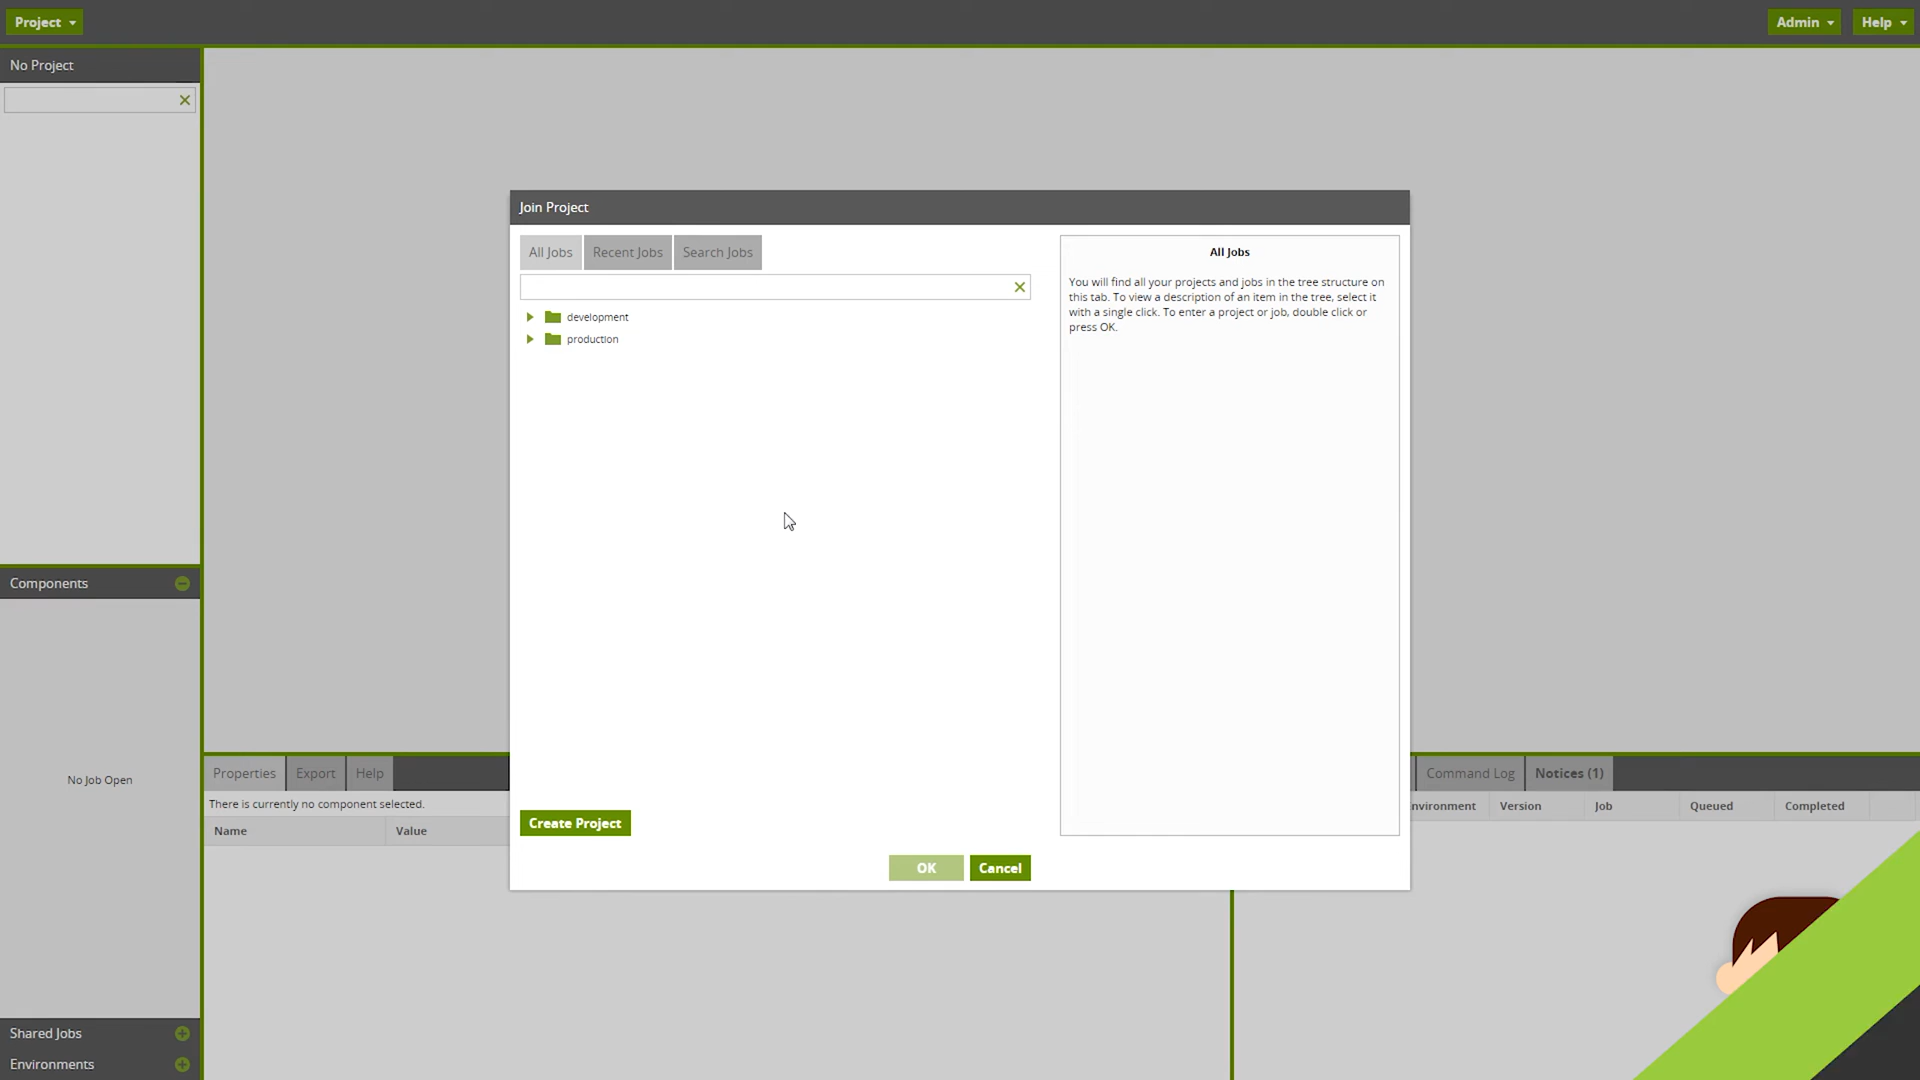 Project
Admin
Help
No Project
Join Project
All Jobs
Recent Jobs
Search Jobs
development
production
All Jobs
You will find all your projects and jobs in the tree structure on
this tab. To view a description of an item in the tree, select it
with a single click. To enter a project or job, double click or
press OK.
Create Project
OK
Cancel
Components
No Job Open
Shared Jobs
Environments
Properties
Export
Help
There is currently no component selected.
Name
Value
Command Log
Notices (1)
nvironment
Version
Job
Queued
Completed